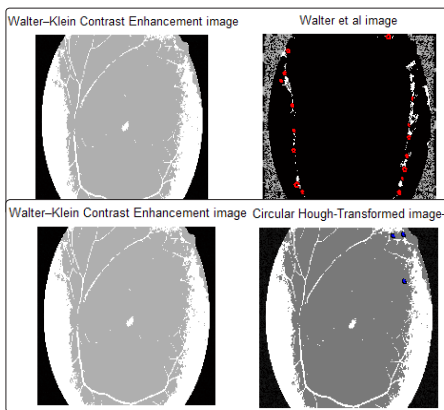 Walter–Klein Contrast Enhancement image
Walter et al image
Walter–Klein Contrast Enhancement image
Circular Hough-Transformed image-